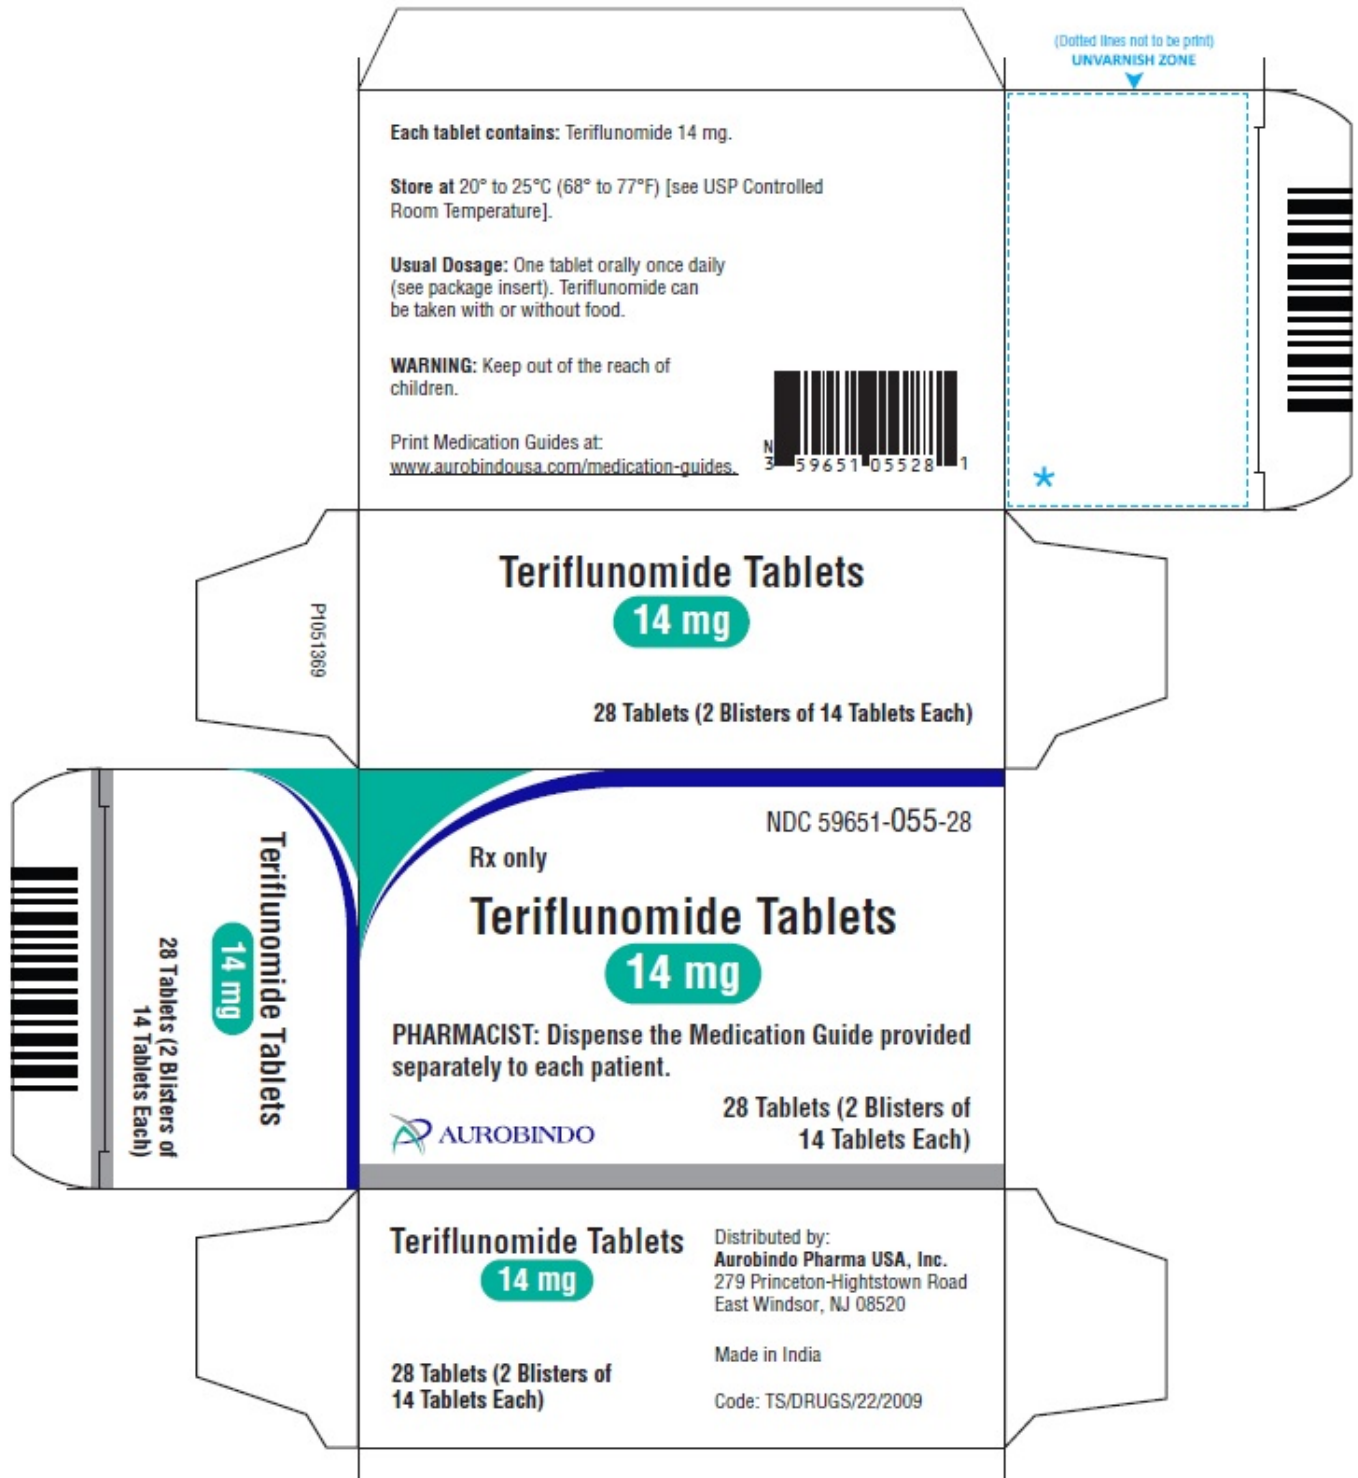 (Dotted lines not to be print)
UNVARNISH ZONE
Each tablet contains: Teriflunomide 14 mg.
Store at 20° to 25°C (68° to 77°F) [see USP Controlled
Room Temperature].
Usual Dosage: One tablet orally once daily
(see package insert). Teriflunomide can
be taken with or without food.
WARNING: Keep out of the reach of
children.
Print Medication Guides at:
www.aurobindousa.com/medication-guides.
N
3 59651 05528 1
*
Teriflunomide Tablets
14 mg
28 Tablets (2 Blisters of 14 Tablets Each)
P1051369
Teriflunomide Tablets
14 mg
28 Tablets (2 Blisters of
14 Tablets Each)
NDC 59651-055-28
Rx only
Teriflunomide Tablets
14 mg
PHARMACIST: Dispense the Medication Guide provided
separately to each patient.
AUROBINDO
28 Tablets (2 Blisters of
14 Tablets Each)
Teriflunomide Tablets
14 mg
28 Tablets (2 Blisters of
14 Tablets Each)
Distributed by:
Aurobindo Pharma USA, Inc.
279 Princeton-Hightstown Road
East Windsor, NJ 08520
Made in India
Code: TS/DRUGS/22/2009